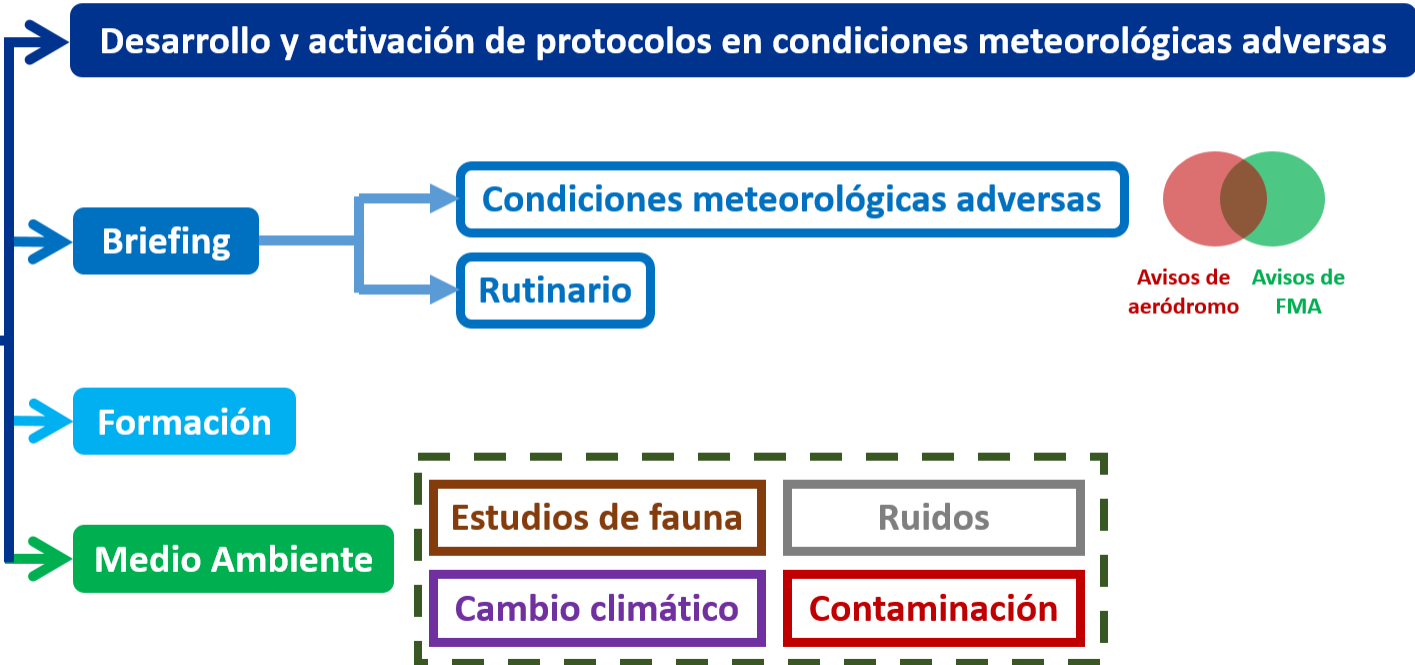 Desarrollo y activación de protocolos en condiciones meteorológicas adversas
Condiciones meteorológicas adversas
Briefing
Rutinario
Avisos de
aeródromo
Avisos de
FMA
Formación
Estudios de fauna
Ruidos
Medio Ambiente
Cambio climático
Contaminación